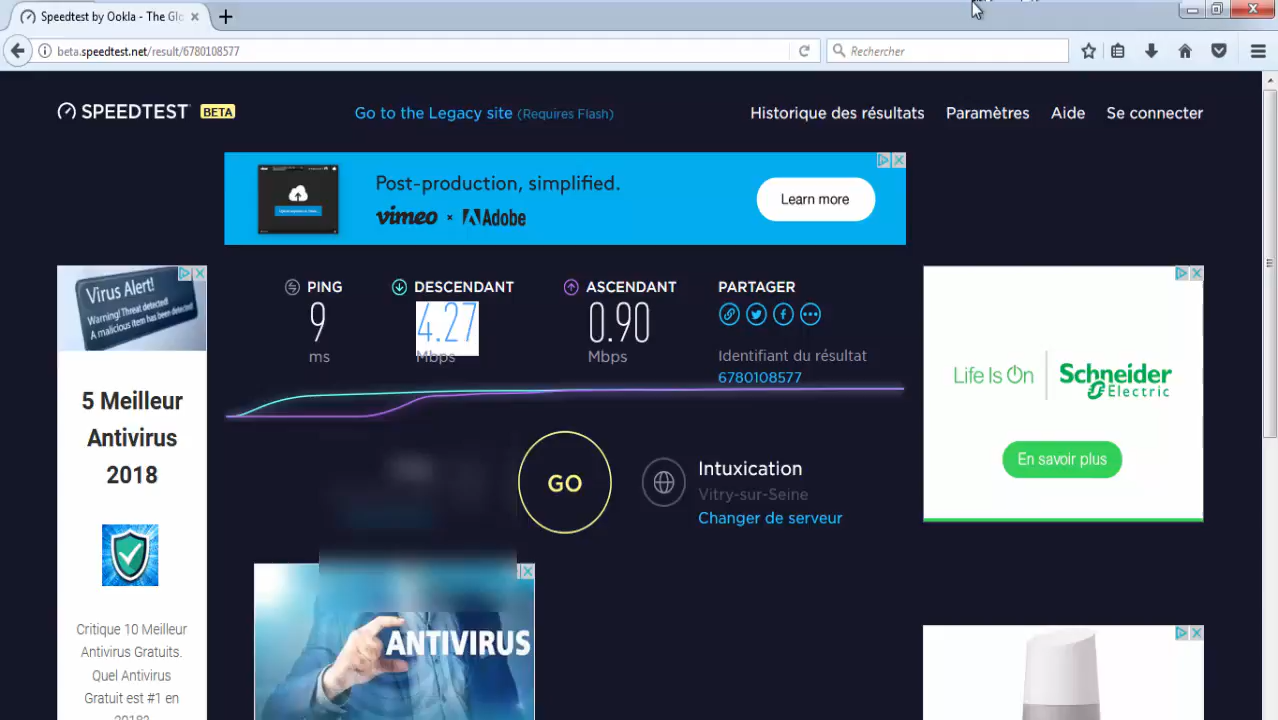 Speedtest by Ookla - The Glo
beta.speedtest.net/result/6780108577
Rechercher
SPEEDTEST BETA
Go to the Legacy site (Requires Flash)
Historique des résultats
Paramètres
Aide
Se connecter
Post-production, simplified.
vimeo × Adobe
Learn more
Virus Alert!
Warning! Threat detected!
A malicious item has been detected!
5 Meilleur
Antivirus
2018
Critique 10 Meilleur
Antivirus Gratuits.
Quel Antivirus
Gratuit est #1 en
2018?
PING
9
ms
DESCENDANT
4.27
Mbps
ASCENDANT
0.90
Mbps
PARTAGER
Identifiant du résultat
6780108577
GO
Intuxication
Vitry-sur-Seine
Changer de serveur
ANTIVIRUS
Life Is On
Schneider
Electric
En savoir plus